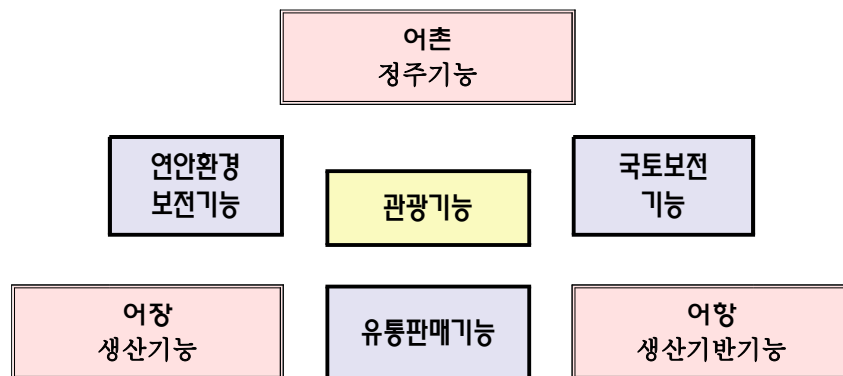 어촌
정주기능
연안환경
보전기능
관광기능
국토보전
기능
어장
생산기능
유통판매기능
어항
생산기반기능